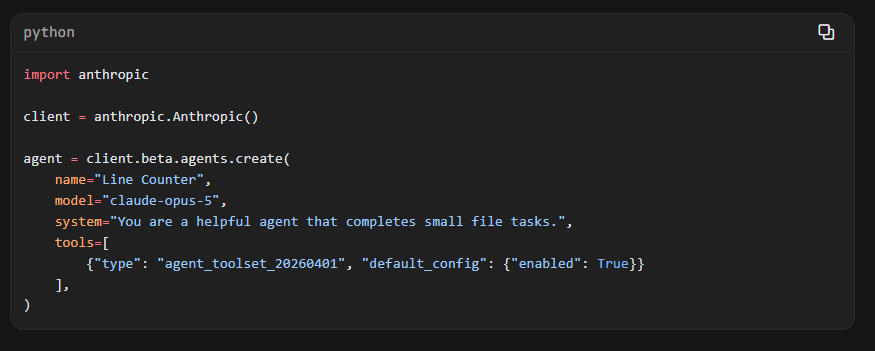 python
import anthropic
client = anthropic.Anthropic()
agent = client.beta.agents.create(
    name="Line Counter",
    model="claude-opus-5",
    system="You are a helpful agent that completes small file tasks.",
    tools=[
        {"type": "agent_toolset_20260401", "default_config": {"enabled": True}}
    ],
)